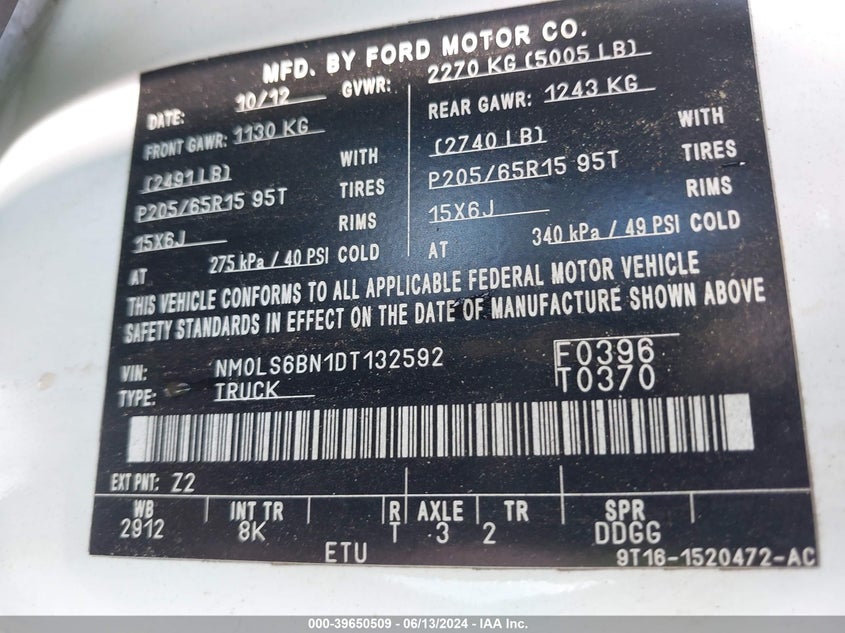 MFD. BY FORD MOTOR CO.
DATE: 10/12 GVWR: 2270 KG (5005 LB)
FRONT GAWR: 1130 KG REAR GAWR: 1243 KG
(2491 LB) WITH (2740 LB) WITH
P205/65R15 95T TIRES P205/65R15 95T TIRES
15X6J RIMS 15X6J RIMS
AT 275 kPa / 40 PSI COLD AT 340 kPa / 49 PSI COLD
THIS VEHICLE CONFORMS TO ALL APPLICABLE FEDERAL MOTOR VEHICLE
SAFETY STANDARDS IN EFFECT ON THE DATE OF MANUFACTURE SHOWN ABOVE
VIN: NM0LS6BN1DT132592 F0396
TYPE: TRUCK T0370
EXT PNT: Z2
WB INT TR R AXLE TR SPR
2912 8K T 3 2 DDGG
ETU 9T16-1520472-AC
000-39650509 - 06/13/2024 - IAA Inc.